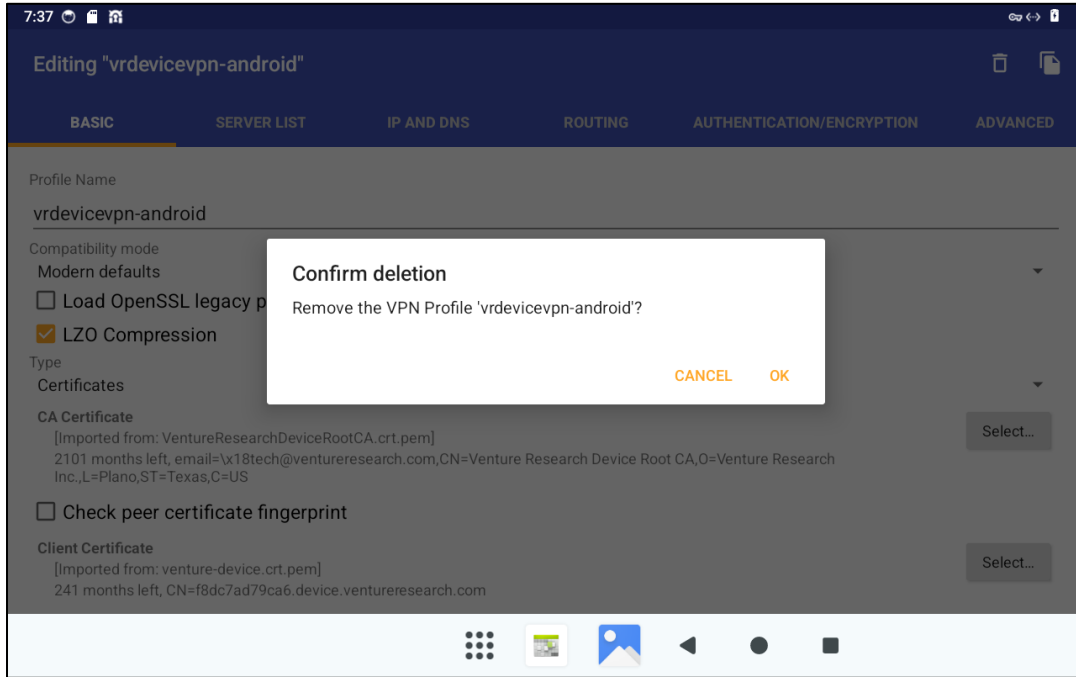 7:37
Editing "vrdevicevpn-android"
BASIC SERVER LIST IP AND DNS ROUTING AUTHENTICATION/ENCRYPTION ADVANCED
Profile Name
vrdevicevpn-android
Compatibility mode
Modern defaults
Load OpenSSL legacy p
LZO Compression
Type
Certificates
Confirm deletion
Remove the VPN Profile 'vrdevicevpn-android'?
CANCEL OK
CA Certificate
[Imported from: VentureResearchDeviceRootCA.crt.pem]
2101 months left, email=\x18tech@ventureresearch.com,CN=Venture Research Device Root CA,O=Venture Research
Inc.,L=Plano,ST=Texas,C=US
Select...
Check peer certificate fingerprint
Client Certificate
[Imported from: venture-device.crt.pem]
241 months left, CN=f8dc7ad79ca6.device.ventureresearch.com
Select...